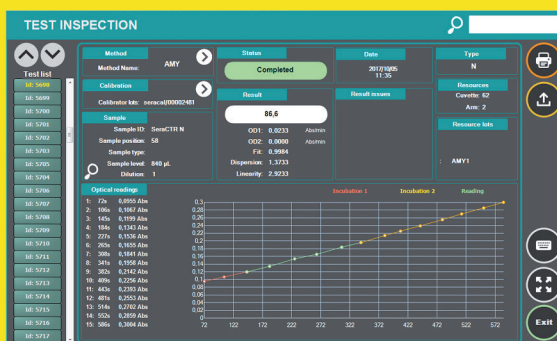 TEST INSPECTION
Test list
Id: 5698
Id: 5699
Id: 5700
Id: 5701
Id: 5702
Id: 5703
Id: 5705
Id: 5704
Id: 5706
Id: 5707
Id: 5708
Id: 5709
Id: 5710
Id: 5711
Id: 5712
Id: 5713
Id: 5714
Id: 5715
Id: 5716
Id: 5717
Method
Method Name: AMY
Calibration
Calibrator lots: seracal/00002481
Sample
Sample ID: SeraCTR N
Sample position: 58
Sample type:
Sample level: 840 µL
Dilution: 1
Status
Completed
Result
86,6
OD1: 0,0233 Abs/min
OD2: 0,0000 Abs/min
Fit: 0,9984
Dispersion: 1,3733
Linearity: 2,9233
Date
2017/10/05
11:35
Result issues
Type
N
Resources
Cuvette: 62
Arm: 2
Resource lots
: AMY1
Optical readings
1: 72s 0,0955 Abs
2: 106s 0,1067 Abs
3: 145s 0,1199 Abs
4: 184s 0,1343 Abs
5: 227s 0,1536 Abs
6: 265s 0,1655 Abs
7: 308s 0,1841 Abs
8: 341s 0,1958 Abs
9: 382s 0,2142 Abs
10: 409s 0,2256 Abs
11: 443s 0,2393 Abs
12: 481s 0,2553 Abs
13: 514s 0,2702 Abs
14: 552s 0,2859 Abs
15: 586s 0,3004 Abs
Incubation 1 Incubation 2 Reading
0,3
0,28
0,26
0,24
0,22
0,2
0,18
0,16
0,14
0,12
0,1
0,08
0,06
0,04
0,02
0
72 122 172 222 272 322 372 422 472 522 572
Exit